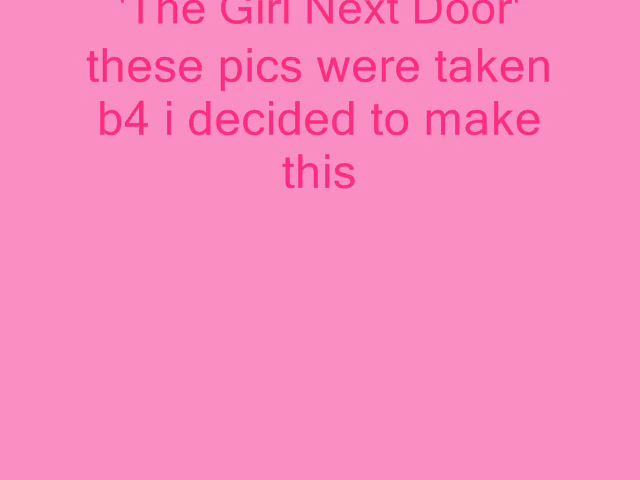 'The Girl Next Door'
these pics were taken
b4 i decided to make
this